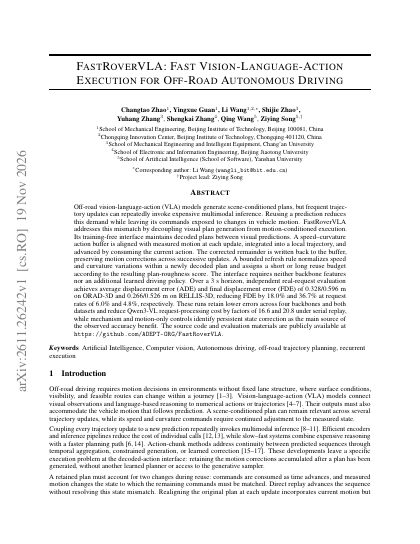 FASTROVERVLA: FAST VISION-LANGUAGE-ACTION
EXECUTION FOR OFF-ROAD AUTONOMOUS DRIVING
Changtao Zhao¹, Yingxue Guan¹, Li Wang¹,²,*, Shijie Zhao²,
Yuhang Zhang³, Shengkai Zhang⁴, Qing Wang⁵, Ziying Song⁵,†
¹School of Mechanical Engineering, Beijing Institute of Technology, Beijing 100081, China
²Chongqing Innovation Center, Beijing Institute of Technology, Chongqing 401120, China
³School of Mechanical Engineering and Intelligent Equipment, Chang'an University
⁴School of Electronic and Information Engineering, Beijing Jiaotong University
⁵School of Artificial Intelligence (School of Software), Yanshan University
*Corresponding author: Li Wang (wangli_bit@bit.edu.cn)
†Project lead: Ziying Song
ABSTRACT
Off-road vision-language-action (VLA) models generate scene-conditioned plans, but frequent trajec-
tory updates can repeatedly invoke expensive multimodal inference. Reusing a prediction reduces
this demand while leaving the commands exposed to changes in vehicle motion. FastRoverVLA
addresses this mismatch by decoupling visual plan generation from motion-conditioned execution.
Its training-free interface maintains decoded plans between visual predictions. A speed–curvature
action buffer is aligned with measured motion at each update, integrated into a local trajectory, and
advanced by consuming the current action. The corrected remainder is written back to the buffer,
preserving motion corrections across successive updates. A bounded refresh rule normalizes speed
and curvature variations within a newly decoded plan and assigns a short or long reuse budget
according to the resulting plan-roughness score. The interface requires neither backbone features
nor an additional learned driving policy. Over a 3 s horizon, independent real-request evaluation
achieves average displacement error (ADE) and final displacement error (FDE) of 0.328/0.506 m
on ORAD-3D and 0.266/0.526 m on RELLIS-3D, reducing FDE by 18.0% and 36.7% at request
rates of 6.0% and 4.8%, respectively. These runs retain lower errors across four backbones and both
datasets and reduce Qwen3-VL request-processing cost by factors of 16.6 and 20.8 under serial replay,
while mechanism and motion-only controls identify persistent state correction as the main source of
the observed accuracy benefit. The source code and evaluation materials are publicly available at
https://github.com/ADEPT-ORG/FastRoverVLA.
Keywords Artificial Intelligence, Computer vision, Autonomous driving, off-road trajectory planning, recurrent
execution
1 Introduction
Off-road driving requires motion decisions in environments without fixed lane structure, where surface conditions,
visibility, and feasible routes can change within a journey [1–3]. Vision-language-action (VLA) models connect
visual observations and language-based reasoning to numerical actions or trajectories [4–7]. Their outputs must also
accommodate the vehicle motion that follows prediction. A scene-conditioned plan can remain relevant across several
trajectory updates, while its speed and curvature commands require continued adjustment to the measured state.
Coupling every trajectory update to a new prediction repeatedly invokes multimodal inference [8–11]. Efficient encoders
and inference pipelines reduce the cost of individual calls [12, 13], while slow–fast systems combine expensive reasoning
with a faster planning path [6, 14]. Action-chunk methods address continuity between predicted sequences through
temporal aggregation, constrained generation, or learned correction [15–17]. These developments leave a specific
execution problem at the decoded-action interface: retaining the motion corrections accumulated after a plan has been
generated, without another learned planner or access to the generative sampler.
A retained plan must account for two changes during reuse: commands are consumed as time advances, and measured
motion changes the state to which the remaining commands must be matched. Direct replay advances the sequence
without resolving this state mismatch. Realigning the original plan at each update incorporates current motion but
arXiv:2611.26242v1 [cs.RO] 19 Nov 2026